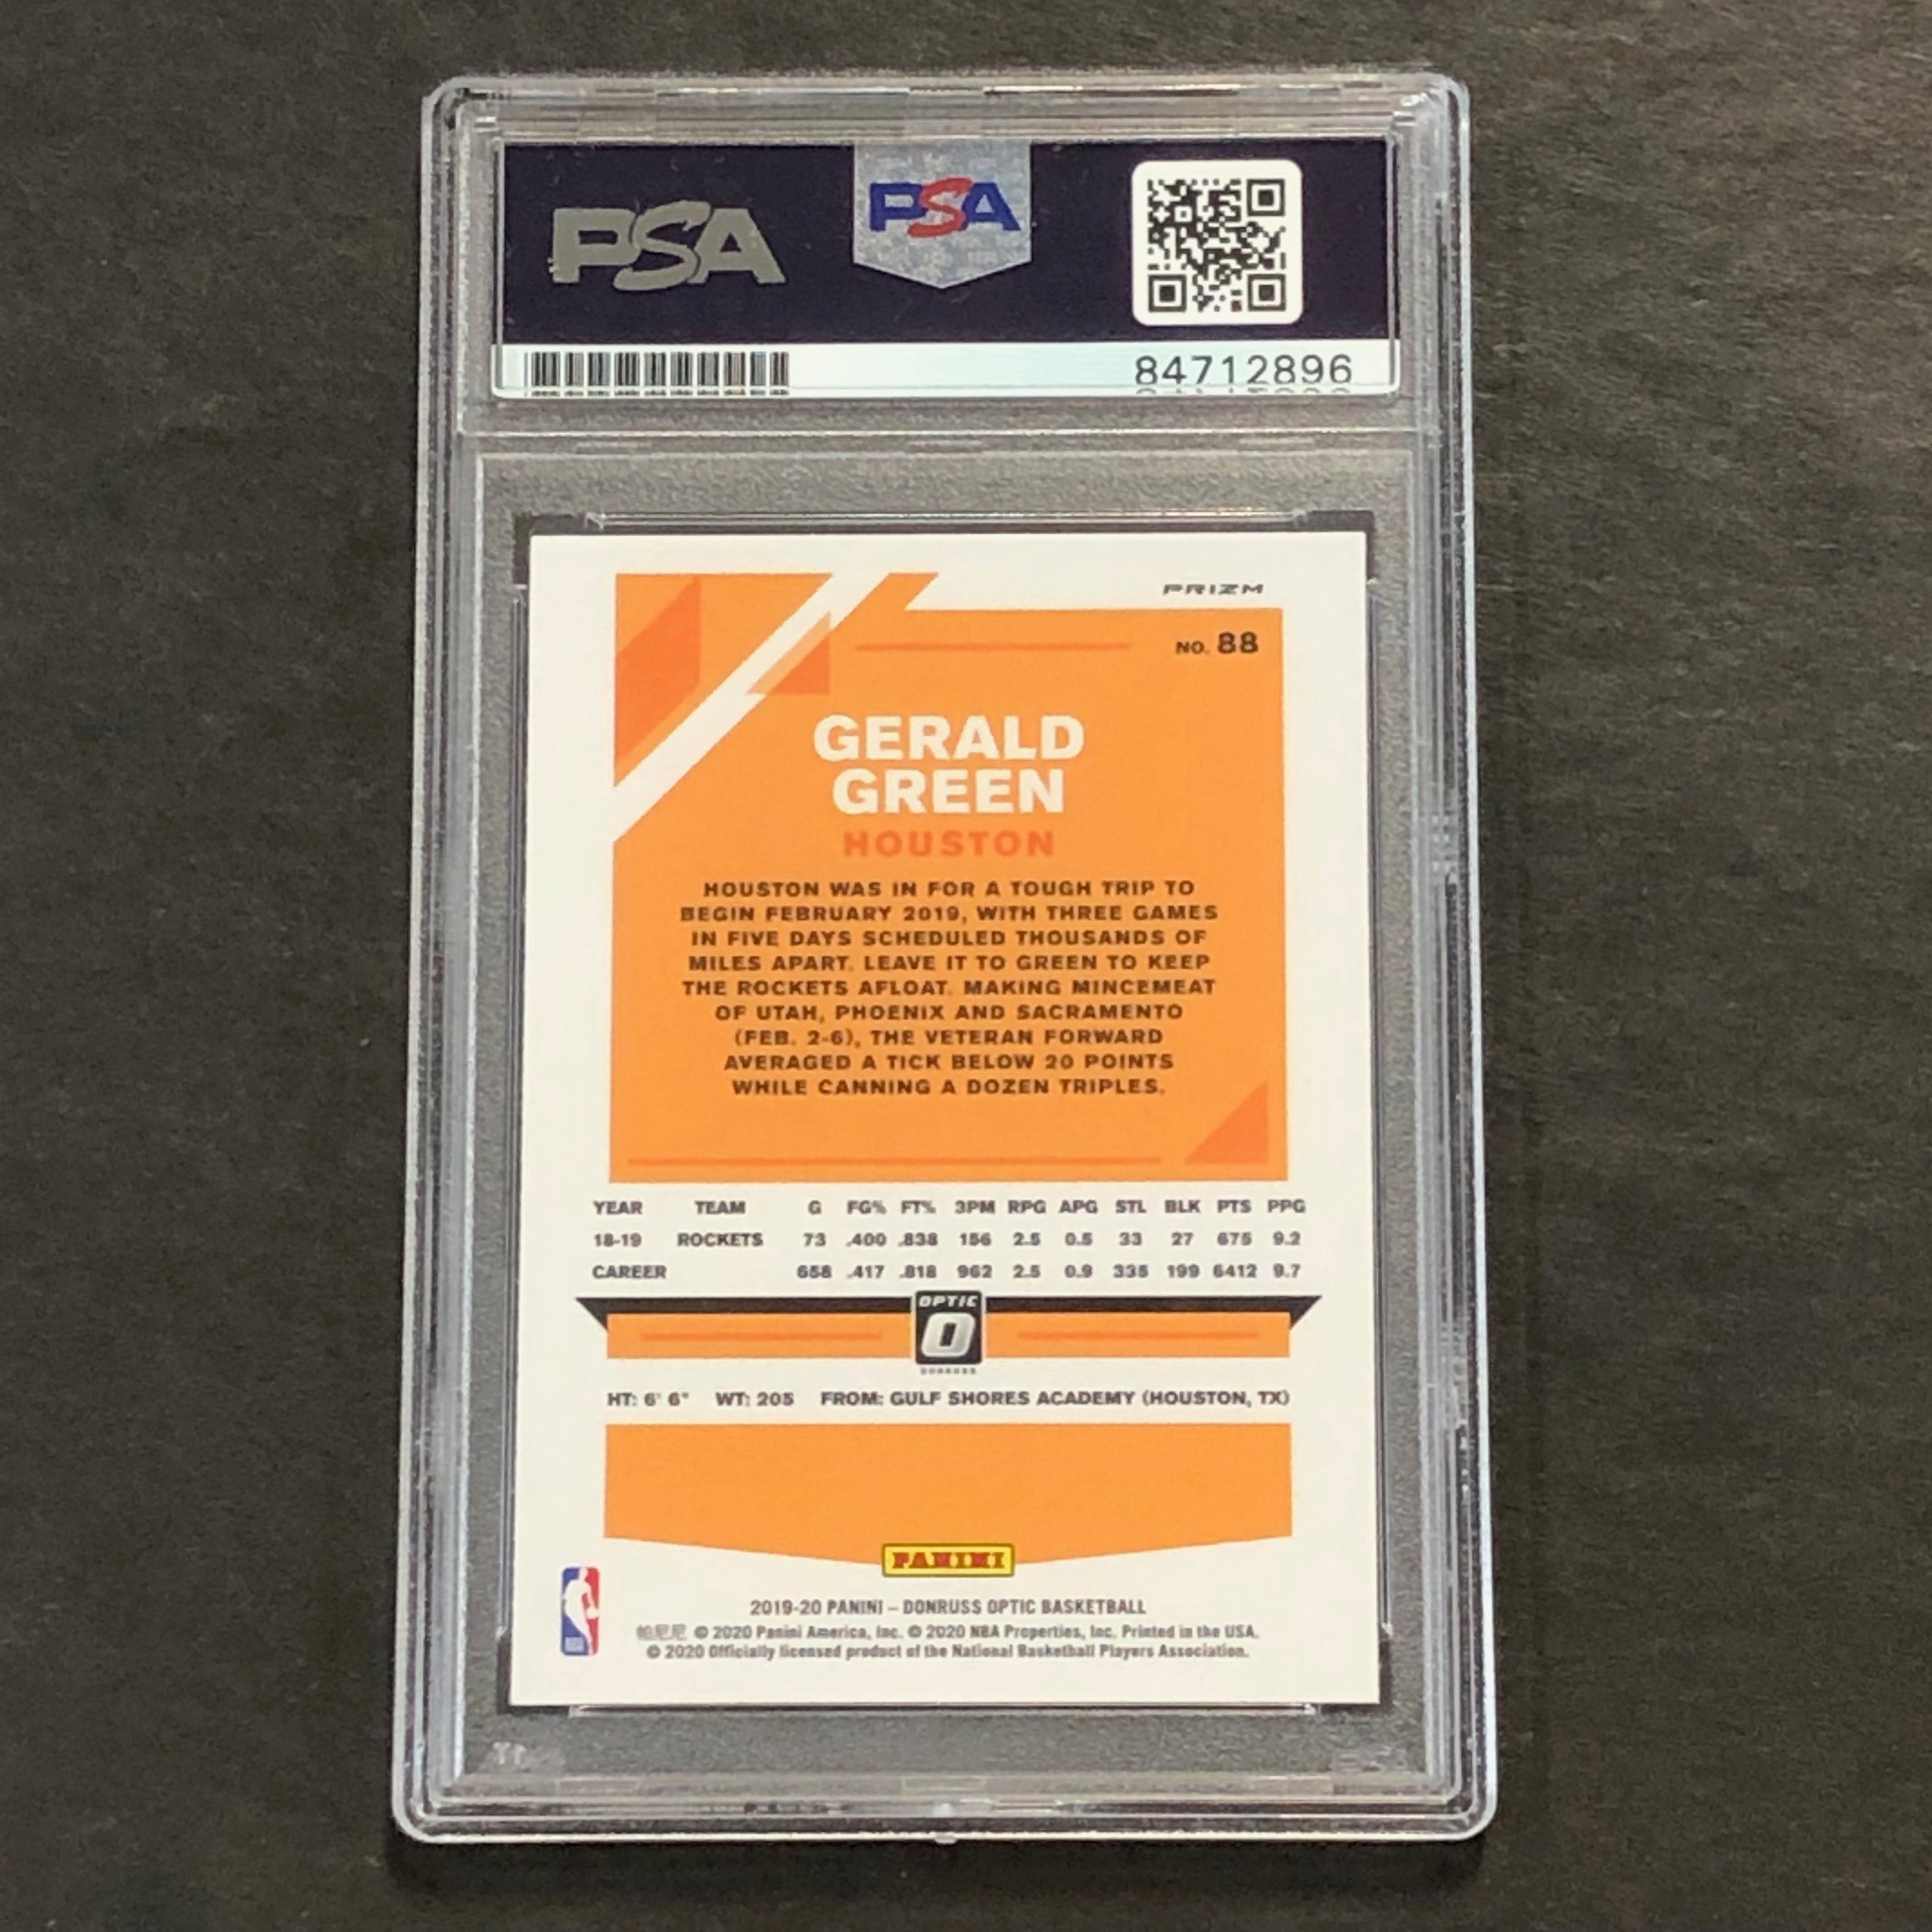 PSA
PSA
84712896
PRIZM
NO. 88
GERALD
GREEN
HOUSTON
HOUSTON WAS IN FOR A TOUGH TRIP TO
BEGIN FEBRUARY 2019, WITH THREE GAMES
IN FIVE DAYS SCHEDULED THOUSANDS OF
MILES APART. LEAVE IT TO GREEN TO KEEP
THE ROCKETS AFLOAT. MAKING MINCEMEAT
OF UTAH, PHOENIX AND SACRAMENTO
(FEB. 2-6), THE VETERAN FORWARD
AVERAGED A TICK BELOW 20 POINTS
WHILE CANNING A DOZEN TRIPLES.
YEAR TEAM G FG% FT% 3PM RPG APG STL BLK PTS PPG
18-19 ROCKETS 73 .400 .838 156 2.5 0.5 33 27 675 9.2
CAREER 658 .417 .818 962 2.5 0.9 335 199 6412 9.7
OPTIC
O
DONRUSS
HT: 6' 6" WT: 205 FROM: GULF SHORES ACADEMY (HOUSTON, TX)
PANINI
2019-20 PANINI – DONRUSS OPTIC BASKETBALL
帕尼尼 © 2020 Panini America, Inc. © 2020 NBA Properties, Inc. Printed in the USA.
© 2020 Officially licensed product of the National Basketball Players Association.
NBA